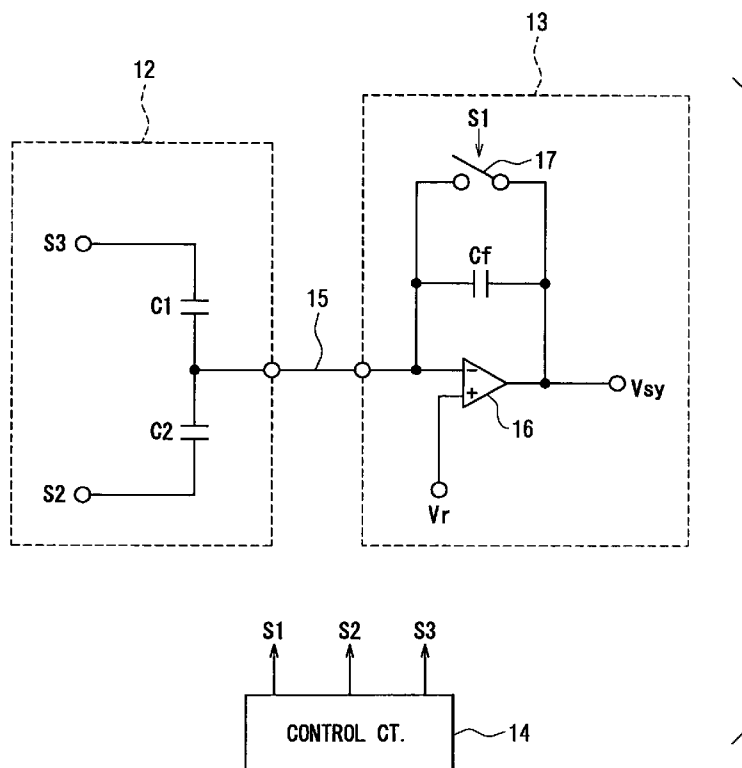 13
12
S1
17
S3
Cf
C1
15
C2
16
Vsy
S2
Vr
S1 S2 S3
CONTROL CT.
14